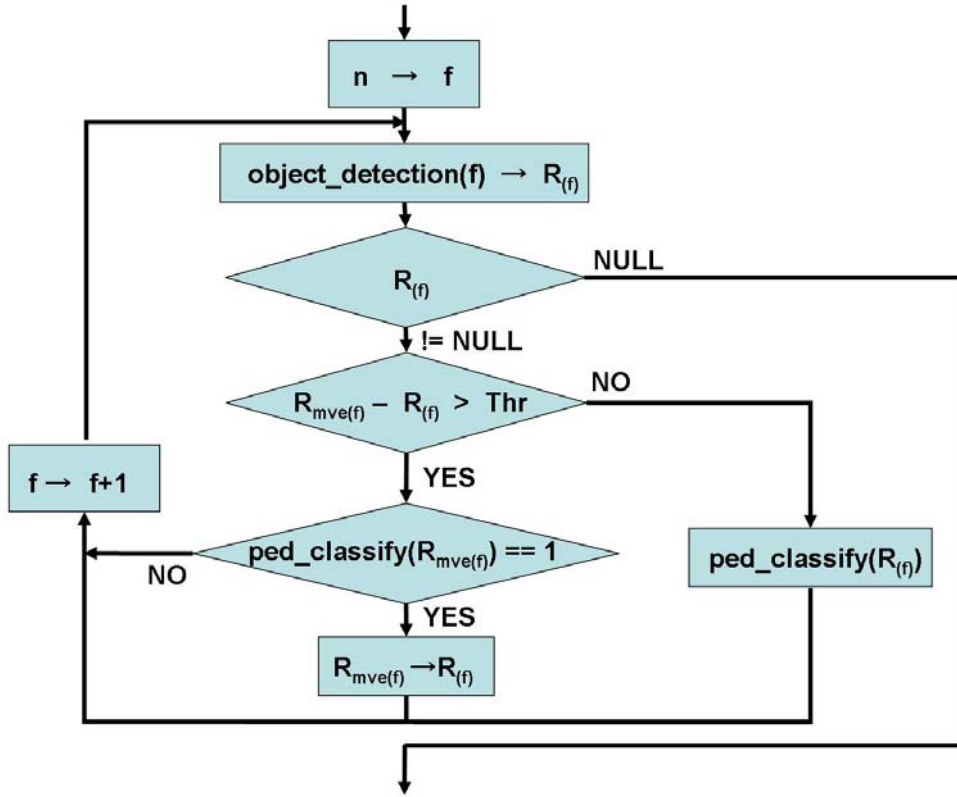 n → f
object_detection(f) → R(f)
NULL
R(f)
!= NULL
NO
Rmve(f) – R(f) > Thr
f → f+1
YES
ped_classify(Rmve(f)) == 1
ped_classify(R(f))
NO
YES
Rmve(f) → R(f)